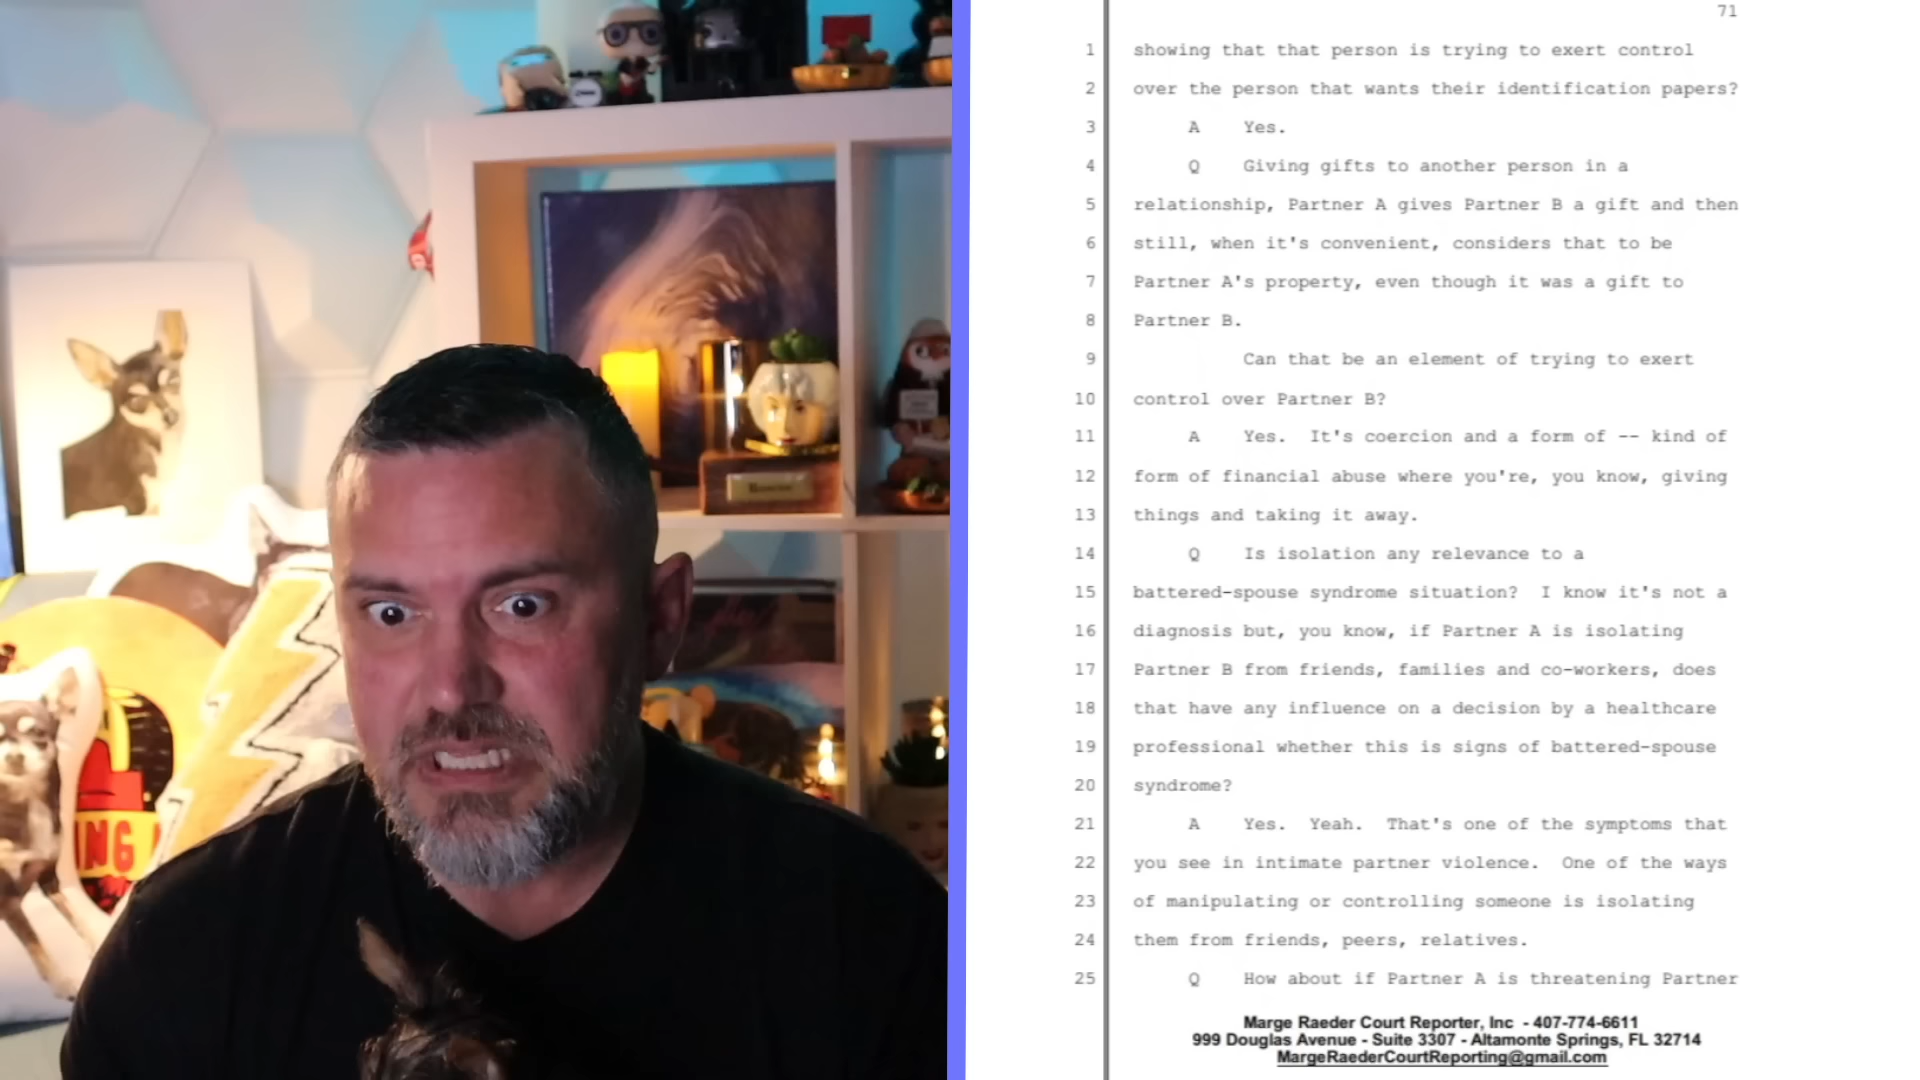 71
1 showing that that person is trying to exert control
2 over the person that wants their identification papers?
3 A Yes.
4 Q Giving gifts to another person in a
5 relationship, Partner A gives Partner B a gift and then
6 still, when it's convenient, considers that to be
7 Partner A's property, even though it was a gift to
8 Partner B.
9 Can that be an element of trying to exert
10 control over Partner B?
11 A Yes. It's coercion and a form of -- kind of
12 form of financial abuse where you're, you know, giving
13 things and taking it away.
14 Q Is isolation any relevance to a
15 battered-spouse syndrome situation? I know it's not a
16 diagnosis but, you know, if Partner A is isolating
17 Partner B from friends, families and co-workers, does
18 that have any influence on a decision by a healthcare
19 professional whether this is signs of battered-spouse
20 syndrome?
21 A Yes. Yeah. That's one of the symptoms that
22 you see in intimate partner violence. One of the ways
23 of manipulating or controlling someone is isolating
24 them from friends, peers, relatives.
25 Q How about if Partner A is threatening Partner
Marge Raeder Court Reporter, Inc - 407-774-6611
999 Douglas Avenue - Suite 3307 - Altamonte Springs, FL 32714
MargeRaederCourtReporting@gmail.com